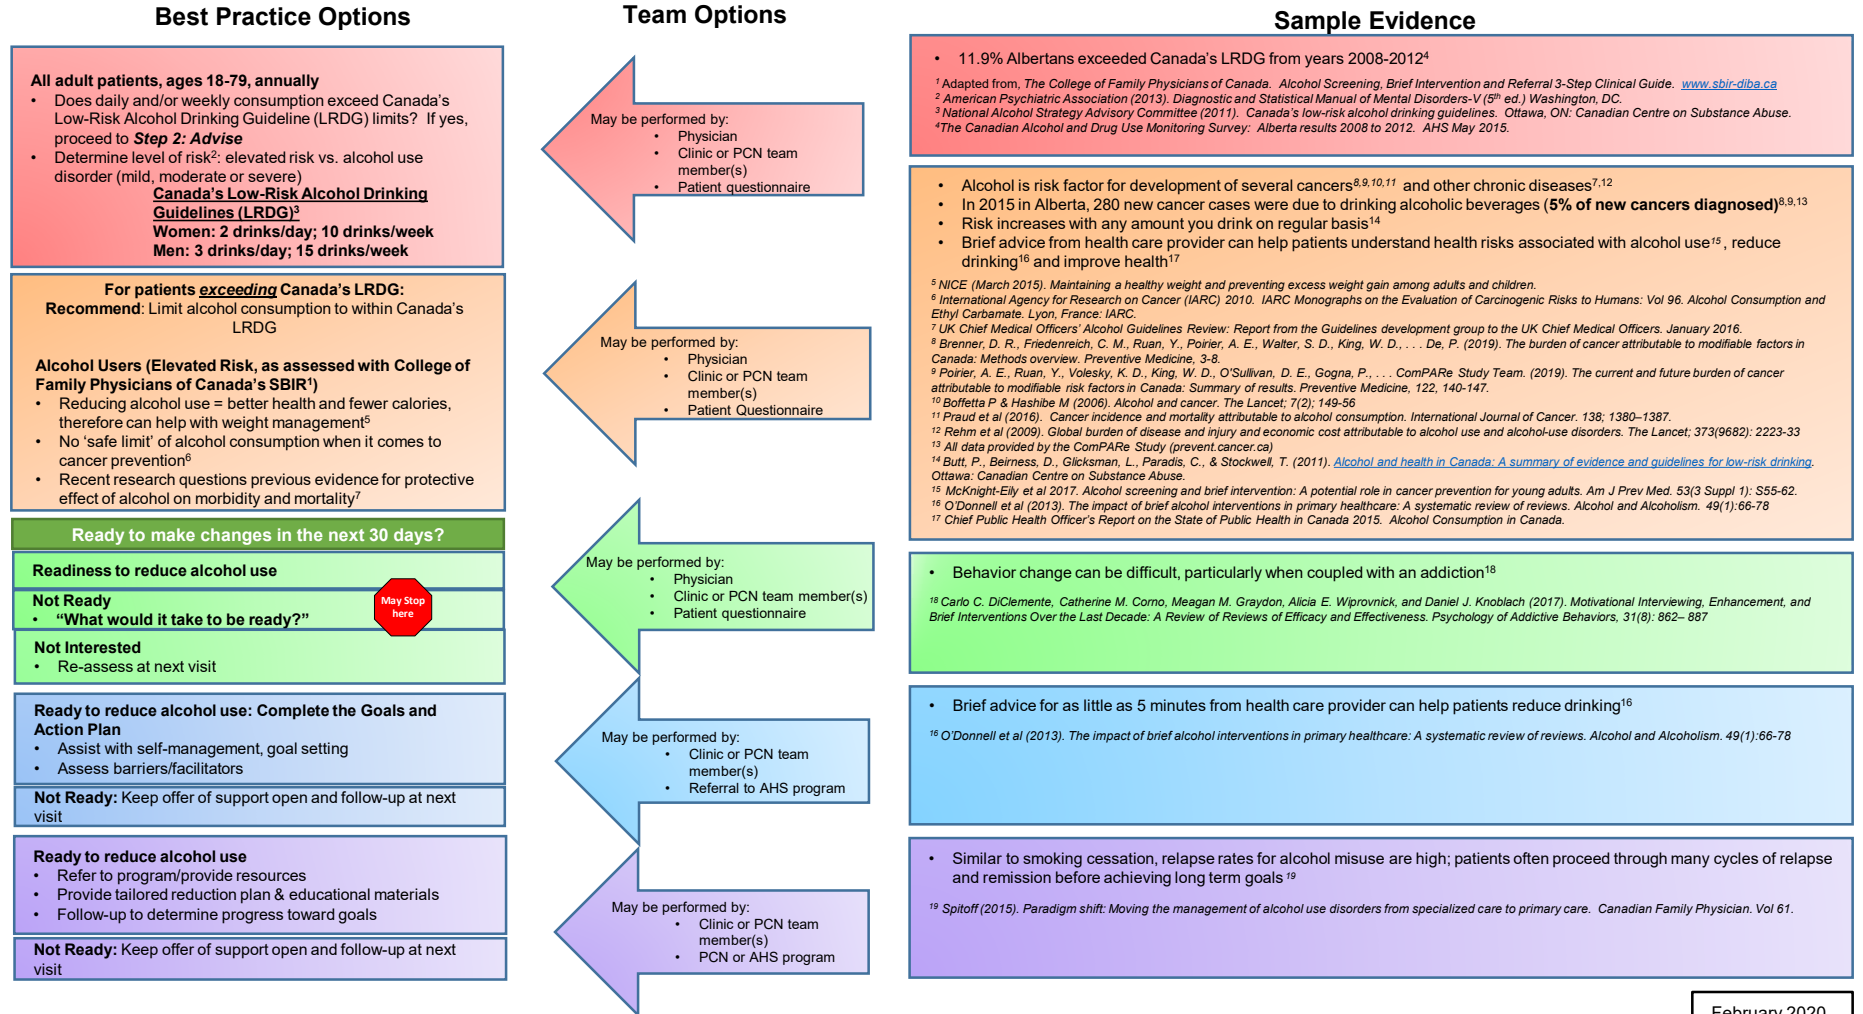 Best Practice Options
Team Options
Sample Evidence
All adult patients, ages 18-79, annually
• Does daily and/or weekly consumption exceed Canada's
Low-Risk Alcohol Drinking Guideline (LRDG) limits? If yes,
proceed to Step 2: Advise
• Determine level of risk²: elevated risk vs. alcohol use
disorder (mild, moderate or severe)
Canada's Low-Risk Alcohol Drinking
Guidelines (LRDG)³
Women: 2 drinks/day; 10 drinks/week
Men: 3 drinks/day; 15 drinks/week
May be performed by:
• Physician
• Clinic or PCN team
member(s)
• Patient questionnaire
• 11.9% Albertans exceeded Canada's LRDG from years 2008-2012⁴
¹ Adapted from, The College of Family Physicians of Canada. Alcohol Screening, Brief Intervention and Referral 3-Step Clinical Guide. www.sbir-diba.ca
² American Psychiatric Association (2013). Diagnostic and Statistical Manual of Mental Disorders-V (5th ed.) Washington, DC.
³ National Alcohol Strategy Advisory Committee (2011). Canada's low-risk alcohol drinking guidelines. Ottawa, ON: Canadian Centre on Substance Abuse.
⁴The Canadian Alcohol and Drug Use Monitoring Survey: Alberta results 2008 to 2012. AHS May 2015.
For patients exceeding Canada's LRDG:
Recommend: Limit alcohol consumption to within Canada's
LRDG
Alcohol Users (Elevated Risk, as assessed with College of
Family Physicians of Canada's SBIR¹)
• Reducing alcohol use = better health and fewer calories,
therefore can help with weight management⁵
• No 'safe limit' of alcohol consumption when it comes to
cancer prevention⁶
• Recent research questions previous evidence for protective
effect of alcohol on morbidity and mortality⁷
May be performed by:
• Physician
• Clinic or PCN team
member(s)
• Patient Questionnaire
• Alcohol is risk factor for development of several cancers⁸,⁹,¹⁰,¹¹ and other chronic diseases⁷,¹²
• In 2015 in Alberta, 280 new cancer cases were due to drinking alcoholic beverages (5% of new cancers diagnosed)⁸,⁹,¹³
• Risk increases with any amount you drink on regular basis¹⁴
• Brief advice from health care provider can help patients understand health risks associated with alcohol use¹⁵, reduce
drinking¹⁶ and improve health¹⁷
⁵ NICE (March 2015). Maintaining a healthy weight and preventing excess weight gain among adults and children.
⁶ International Agency for Research on Cancer (IARC) 2010. IARC Monographs on the Evaluation of Carcinogenic Risks to Humans: Vol 96. Alcohol Consumption and
Ethyl Carbamate. Lyon, France: IARC.
⁷ UK Chief Medical Officers' Alcohol Guidelines Review: Report from the Guidelines development group to the UK Chief Medical Officers. January 2016.
⁸ Brenner, D. R., Friedenreich, C. M., Ruan, Y., Poirier, A. E., Walter, S. D., King, W. D., . . . De, P. (2019). The burden of cancer attributable to modifiable factors in
Canada: Methods overview. Preventive Medicine, 3-8.
⁹ Poirier, A. E., Ruan, Y., Volesky, K. D., King, W. D., O'Sullivan, D. E., Gogna, P., . . . ComPARe Study Team. (2019). The current and future burden of cancer
attributable to modifiable risk factors in Canada: Summary of results. Preventive Medicine, 122, 140-147.
¹⁰ Boffetta P & Hashibe M (2006). Alcohol and cancer. The Lancet; 7(2); 149-56
¹¹ Praud et al (2016). Cancer incidence and mortality attributable to alcohol consumption. International Journal of Cancer. 138; 1380–1387.
¹² Rehm et al (2009). Global burden of disease and injury and economic cost attributable to alcohol use and alcohol-use disorders. The Lancet; 373(9682): 2223-33
¹³ All data provided by the ComPARe Study (prevent.cancer.ca)
¹⁴ Butt, P., Beirness, D., Glicksman, L., Paradis, C., & Stockwell, T. (2011). Alcohol and health in Canada: A summary of evidence and guidelines for low-risk drinking.
Ottawa: Canadian Centre on Substance Abuse.
¹⁵ McKnight-Eily et al 2017. Alcohol screening and brief intervention: A potential role in cancer prevention for young adults. Am J Prev Med. 53(3 Suppl 1): S55-62.
¹⁶ O'Donnell et al (2013). The impact of brief alcohol interventions in primary healthcare: A systematic review of reviews. Alcohol and Alcoholism. 49(1):66-78
¹⁷ Chief Public Health Officer's Report on the State of Public Health in Canada 2015. Alcohol Consumption in Canada.
Ready to make changes in the next 30 days?
Readiness to reduce alcohol use
Not Ready
• "What would it take to be ready?"
May Stop
here
Not Interested
• Re-assess at next visit
May be performed by:
• Physician
• Clinic or PCN team member(s)
• Patient questionnaire
• Behavior change can be difficult, particularly when coupled with an addiction¹⁸
¹⁸ Carlo C. DiClemente, Catherine M. Corno, Meagan M. Graydon, Alicia E. Wiprovnick, and Daniel J. Knoblach (2017). Motivational Interviewing, Enhancement, and
Brief Interventions Over the Last Decade: A Review of Reviews of Efficacy and Effectiveness. Psychology of Addictive Behaviors, 31(8): 862– 887
Ready to reduce alcohol use: Complete the Goals and
Action Plan
• Assist with self-management, goal setting
• Assess barriers/facilitators
Not Ready: Keep offer of support open and follow-up at next
visit
May be performed by:
• Clinic or PCN team
member(s)
• Referral to AHS program
• Brief advice for as little as 5 minutes from health care provider can help patients reduce drinking¹⁶
¹⁶ O'Donnell et al (2013). The impact of brief alcohol interventions in primary healthcare: A systematic review of reviews. Alcohol and Alcoholism. 49(1):66-78
Ready to reduce alcohol use
• Refer to program/provide resources
• Provide tailored reduction plan & educational materials
• Follow-up to determine progress toward goals
Not Ready: Keep offer of support open and follow-up at next
visit
May be performed by:
• Clinic or PCN team
member(s)
• PCN or AHS program
• Similar to smoking cessation, relapse rates for alcohol misuse are high; patients often proceed through many cycles of relapse
and remission before achieving long term goals ¹⁹
¹⁹ Spitoff (2015). Paradigm shift: Moving the management of alcohol use disorders from specialized care to primary care. Canadian Family Physician. Vol 61.
February 2020